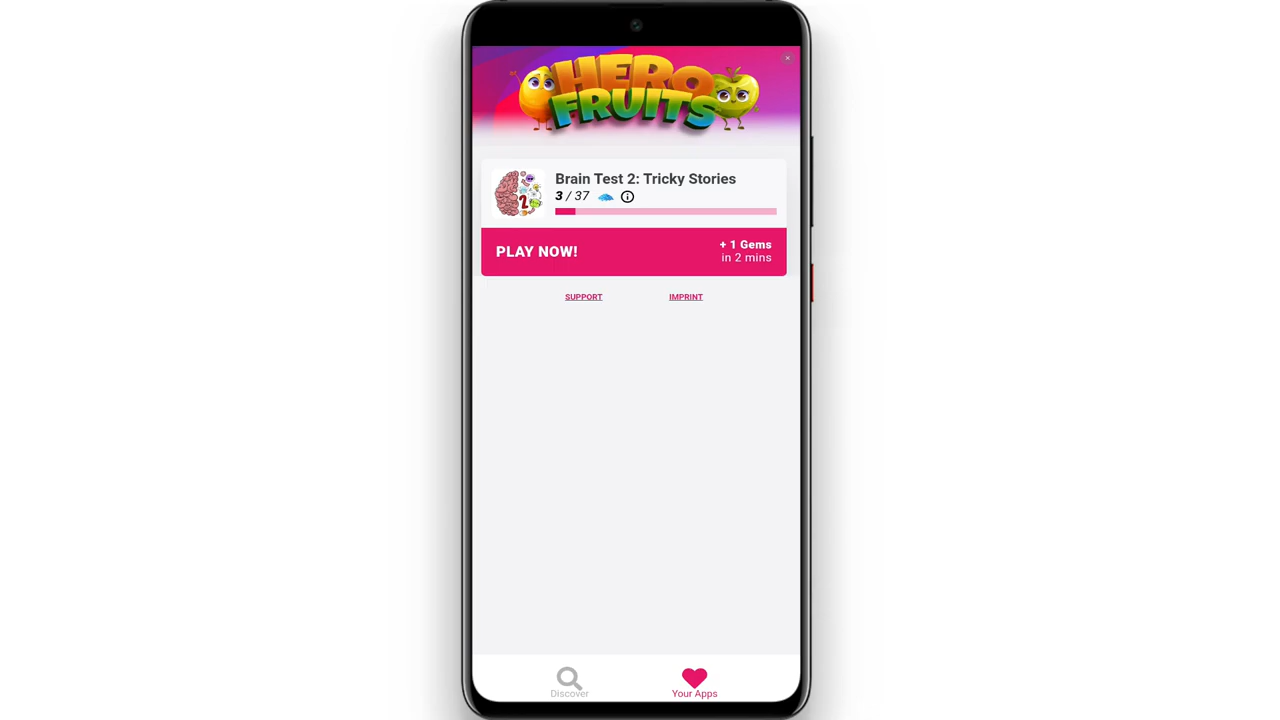 HERO
FRUITS
Brain Test 2: Tricky Stories
3 / 37
PLAY NOW!
+ 1 Gems
in 2 mins
SUPPORT
IMPRINT
Discover
Your Apps